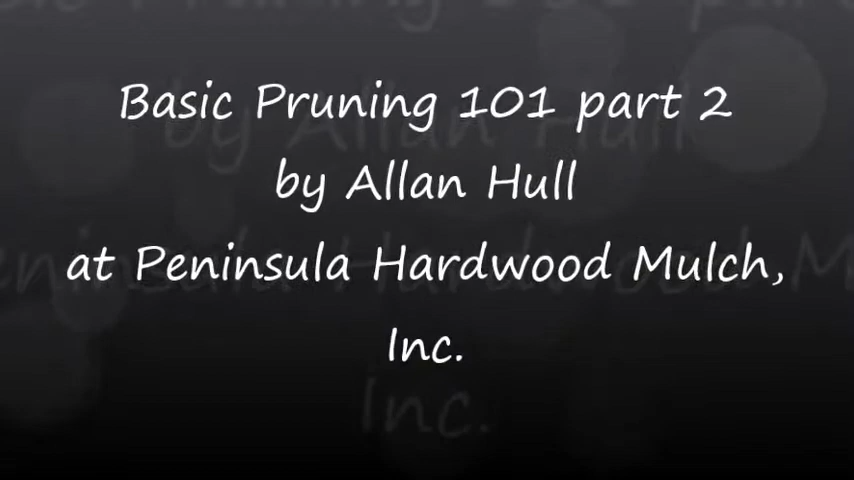 Basic Pruning 101 part 2
by Allan Hull
at Peninsula Hardwood Mulch,
Inc.